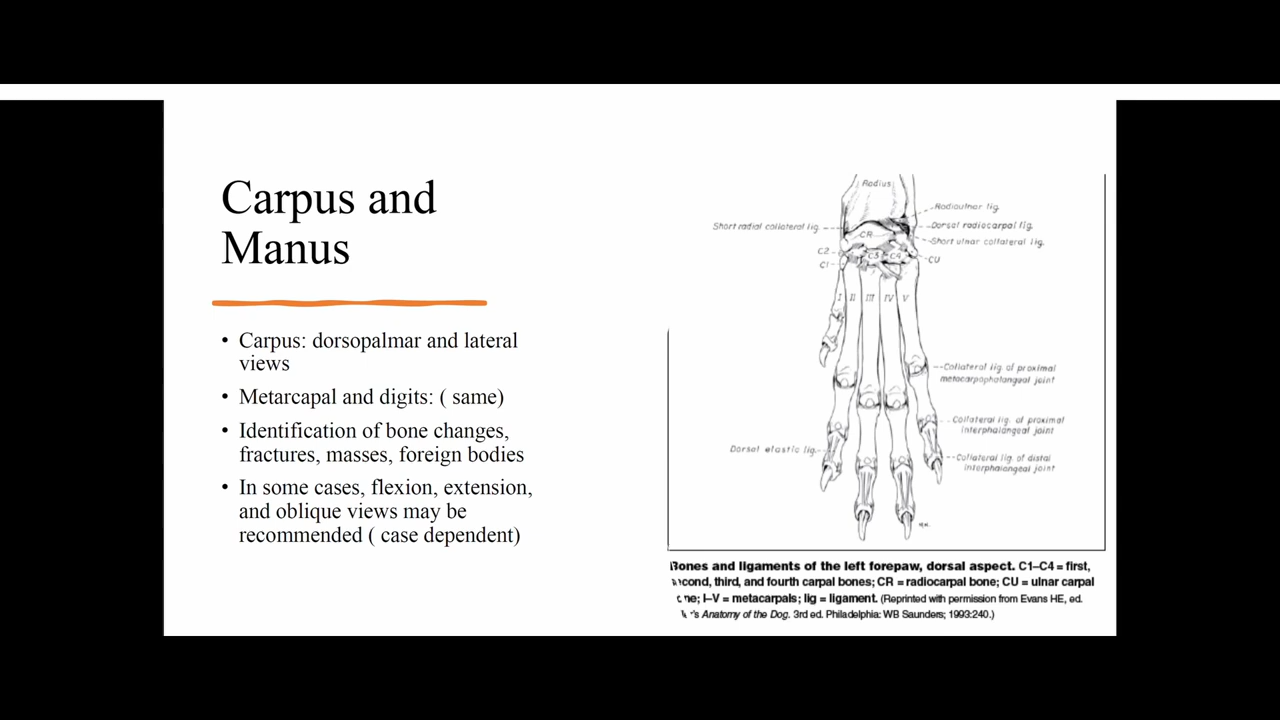 Carpus and
Manus
• Carpus: dorsopalmar and lateral
views
• Metarcapal and digits: ( same)
• Identification of bone changes,
fractures, masses, foreign bodies
• In some cases, flexion, extension,
and oblique views may be
recommended ( case dependent)
Radius
Radioulnar lig.
Short radial collateral lig.
Dorsal radiocarpal lig.
CR
Short ulnar collateral lig.
C2
C3
C4
CU
C1
I II III IV V
Collateral lig. of proximal
metacarpophalangeal joint
Collateral lig. of proximal
interphalangeal joint
Dorsal elastic lig.
Collateral lig. of distal
interphalangeal joint
Bones and ligaments of the left forepaw, dorsal aspect. C1–C4 = first,
second, third, and fourth carpal bones; CR = radiocarpal bone; CU = ulnar carpal
ne; I–V = metacarpals; lig = ligament. (Reprinted with permission from Evans HE, ed.
's Anatomy of the Dog. 3rd ed. Philadelphia: WB Saunders; 1993:240.)